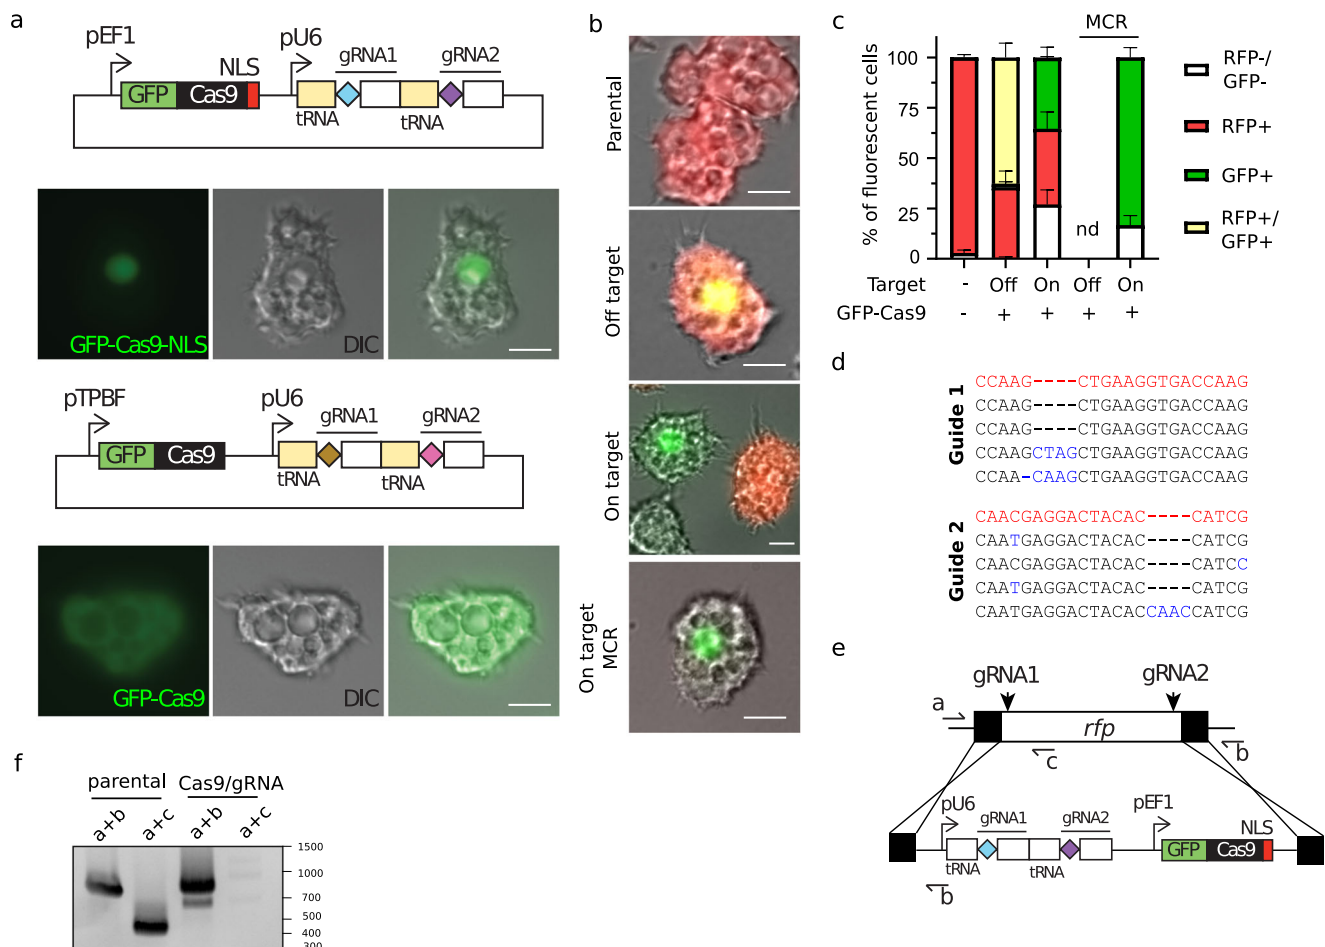 a
pEF1
pU6
gRNA1
gRNA2
NLS
GFP
Cas9
tRNA
tRNA
GFP-Cas9-NLS
DIC
pTPBF
pU6
gRNA1
gRNA2
GFP
Cas9
tRNA
tRNA
GFP-Cas9
DIC
b
Parental
Off target
On target
On target
MCR
c
MCR
% of fluorescent cells
100
75
50
25
0
nd
Target - Off On Off On
GFP-Cas9 - + + + +
RFP-/
GFP-
RFP+
GFP+
RFP+/
GFP+
d
Guide 1
CCAAG----CTGAAGGTGACCAAG
CCAAG----CTGAAGGTGACCAAG
CCAAG----CTGAAGGTGACCAAG
CCAAGCTAGCTGAAGGTGACCAAG
CCAA-CAAGCTGAAGGTGACCAAG
Guide 2
CAACGAGGACTACAC----CATCG
CAATGAGGACTACAC----CATCG
CAACGAGGACTACAC----CATCC
CAATGAGGACTACAC----CATCG
CAATGAGGACTACACCAACCATCG
e
gRNA1
gRNA2
a
rfp
c
b
pU6
gRNA1
gRNA2
pEF1
NLS
GFP
Cas9
tRNA
tRNA
b
f
parental
Cas9/gRNA
a+b
a+c
a+b
a+c
1500
1000
700
500
400
300